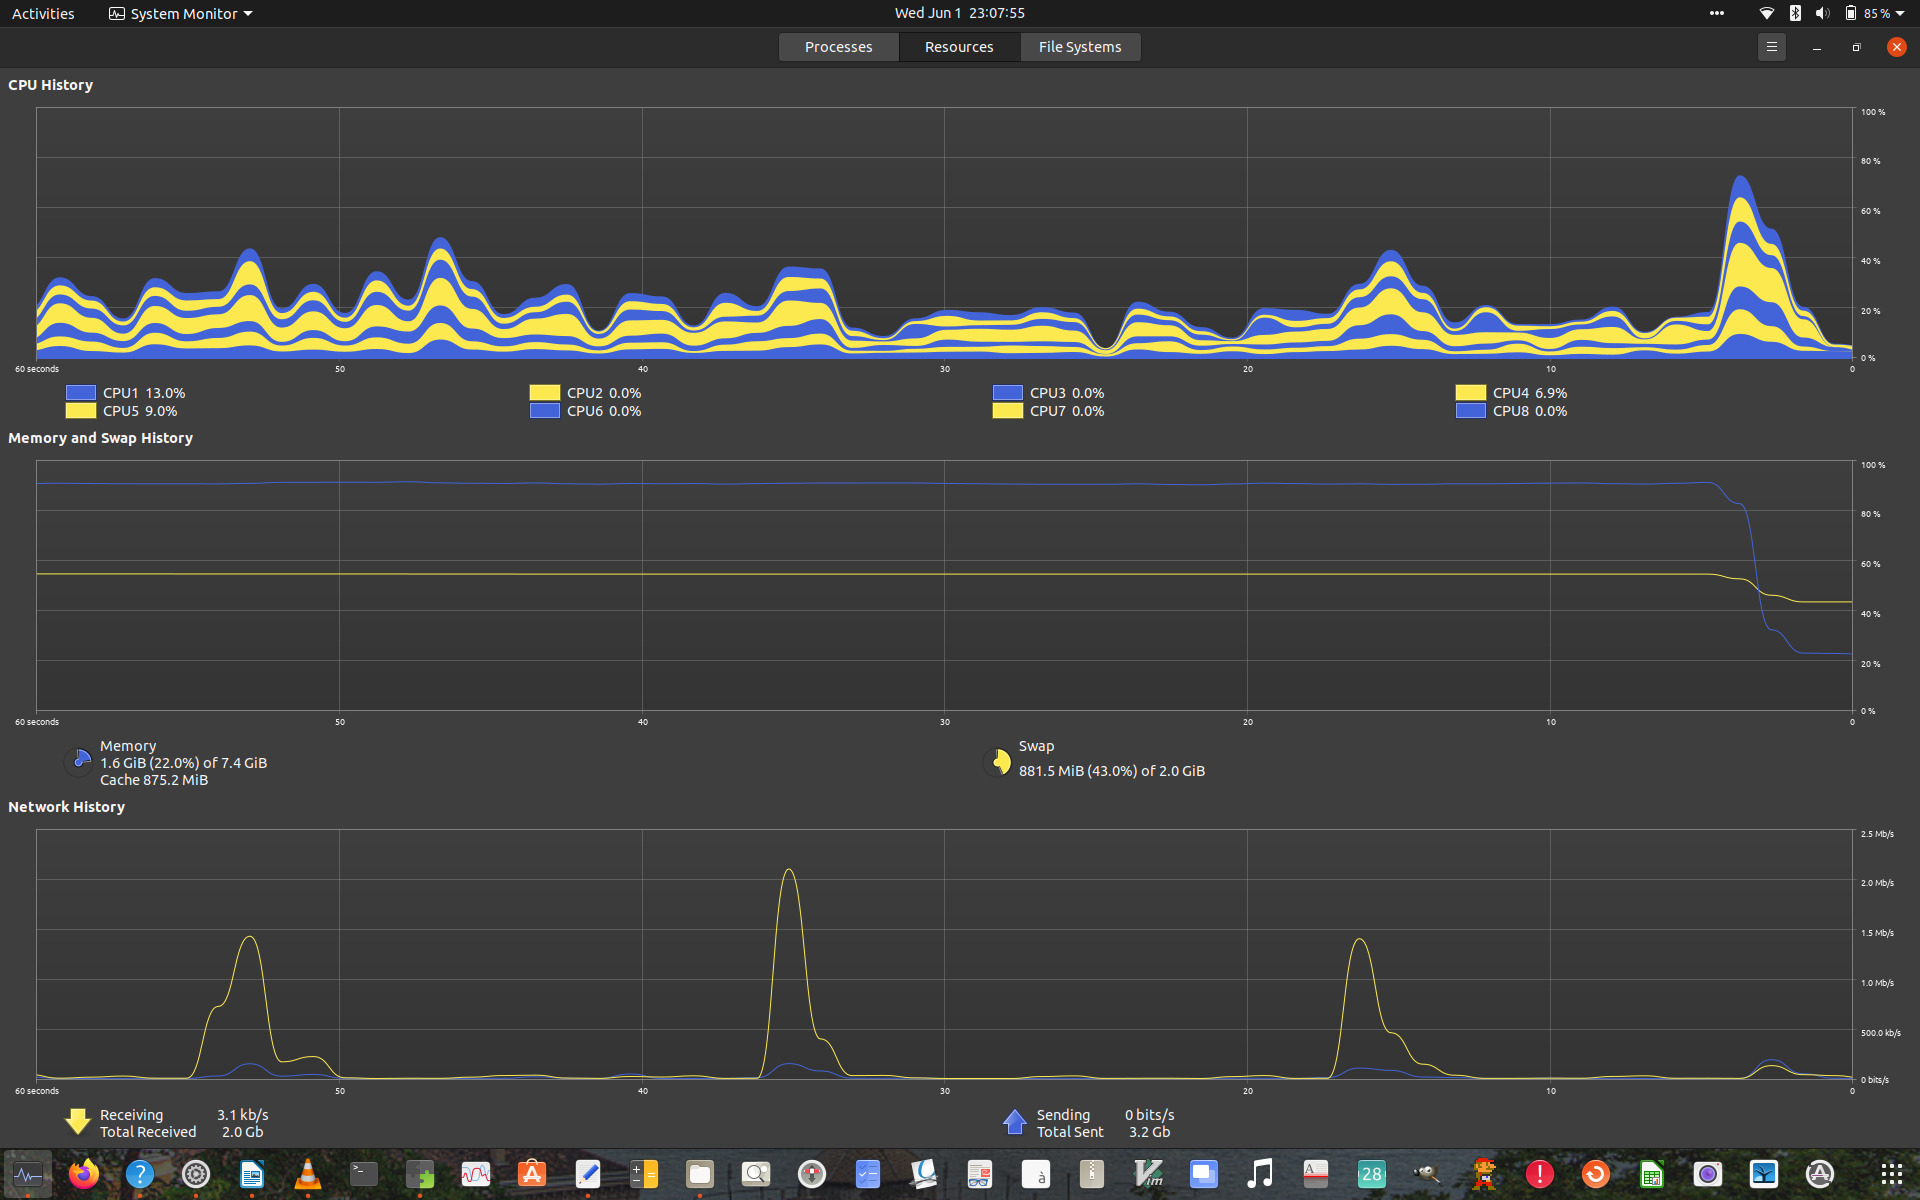 Activities System Monitor Wed Jun 1 23:07:55 85 %
Processes Resources File Systems
CPU History
100 %
80 %
60 %
40 %
20 %
0 %
60 seconds 50 40 30 20 10 0
CPU1 13.0% CPU2 0.0% CPU3 0.0% CPU4 6.9%
CPU5 9.0% CPU6 0.0% CPU7 0.0% CPU8 0.0%
Memory and Swap History
100 %
80 %
60 %
40 %
20 %
0 %
60 seconds 50 40 30 20 10 0
Memory Swap
1.6 GiB (22.0%) of 7.4 GiB 881.5 MiB (43.0%) of 2.0 GiB
Cache 875.2 MiB
Network History
2.5 Mb/s
2.0 Mb/s
1.5 Mb/s
1.0 Mb/s
500.0 kb/s
0 bits/s
60 seconds 50 40 30 20 10 0
Receiving 3.1 kb/s Sending 0 bits/s
Total Received 2.0 Gb Total Sent 3.2 Gb
? >_ A à Vim A 28 !